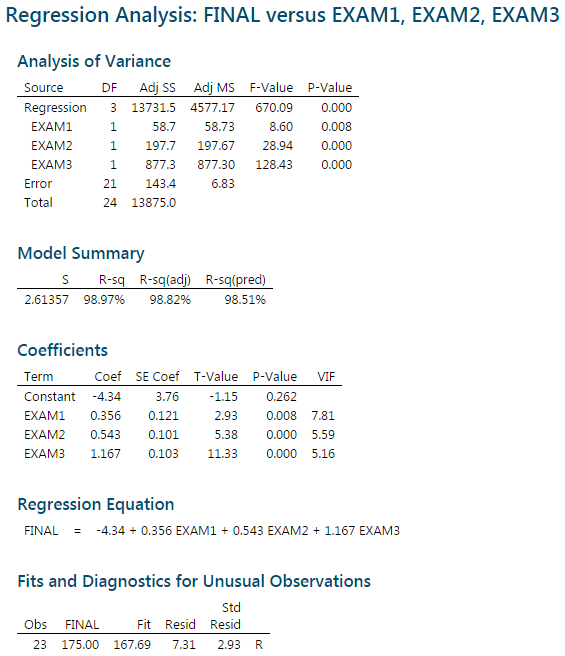 Regression Analysis: FINAL versus EXAM1, EXAM2, EXAM3
Analysis of Variance
Source DF Adj SS Adj MS F-Value P-Value
Regression 3 13731.5 4577.17 670.09 0.000
EXAM1 1 58.7 58.73 8.60 0.008
EXAM2 1 197.7 197.67 28.94 0.000
EXAM3 1 877.3 877.30 128.43 0.000
Error 21 143.4 6.83
Total 24 13875.0
Model Summary
S R-sq R-sq(adj) R-sq(pred)
2.61357 98.97% 98.82% 98.51%
Coefficients
Term Coef SE Coef T-Value P-Value VIF
Constant -4.34 3.76 -1.15 0.262
EXAM1 0.356 0.121 2.93 0.008 7.81
EXAM2 0.543 0.101 5.38 0.000 5.59
EXAM3 1.167 0.103 11.33 0.000 5.16
Regression Equation
FINAL = -4.34 + 0.356 EXAM1 + 0.543 EXAM2 + 1.167 EXAM3
Fits and Diagnostics for Unusual Observations
Std
Obs FINAL Fit Resid Resid
23 175.00 167.69 7.31 2.93 R